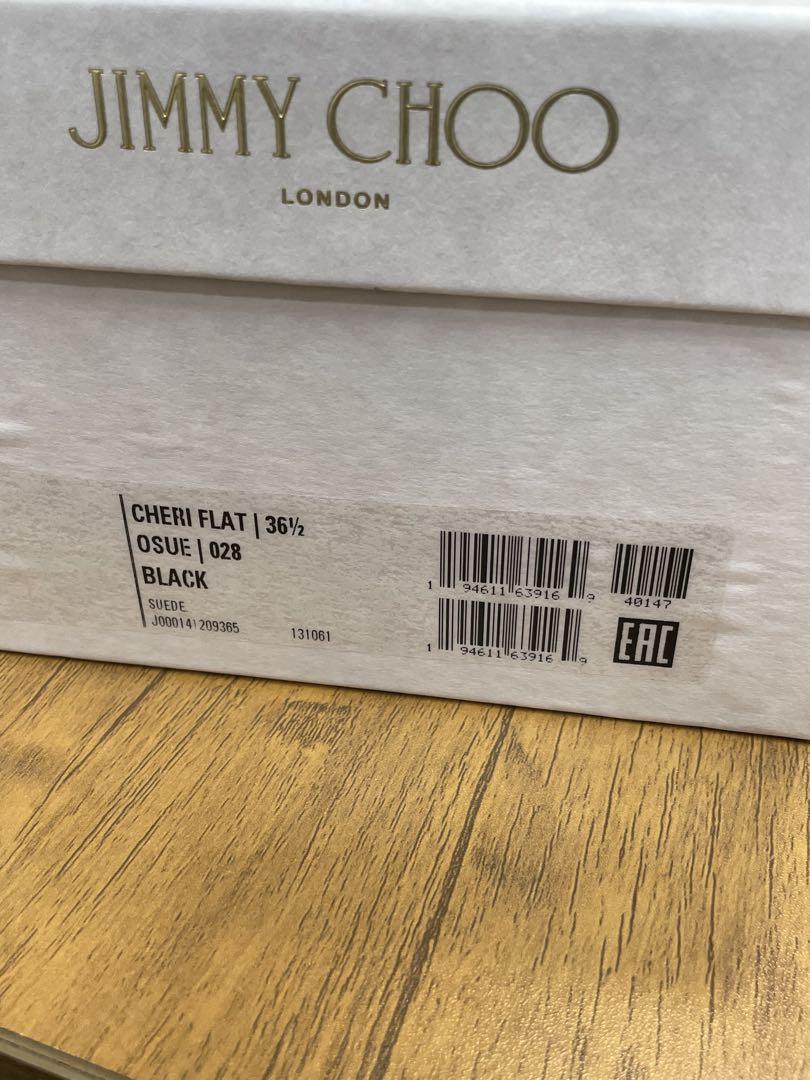 JIMMY CHOO
LONDON
CHERI FLAT | 36½
OSUE | 028
BLACK
SUEDE
J000141209365 131061
1 94611 63916 9
40147
1 94611 63916 9
EAC